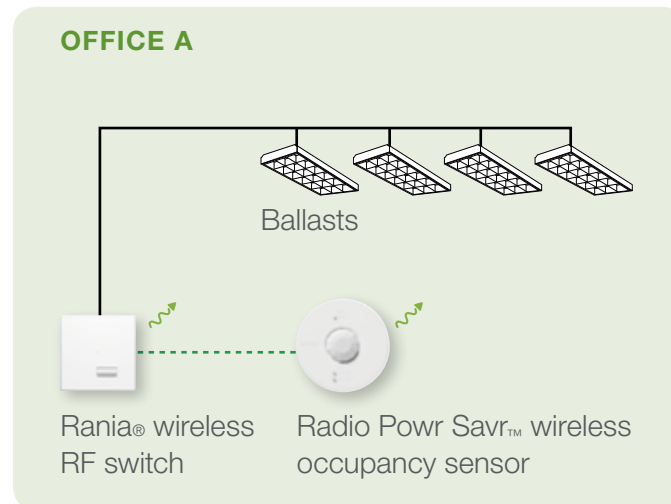 OFFICE A
Ballasts
Rania® wireless
RF switch
Radio Powr Savr™ wireless
occupancy sensor